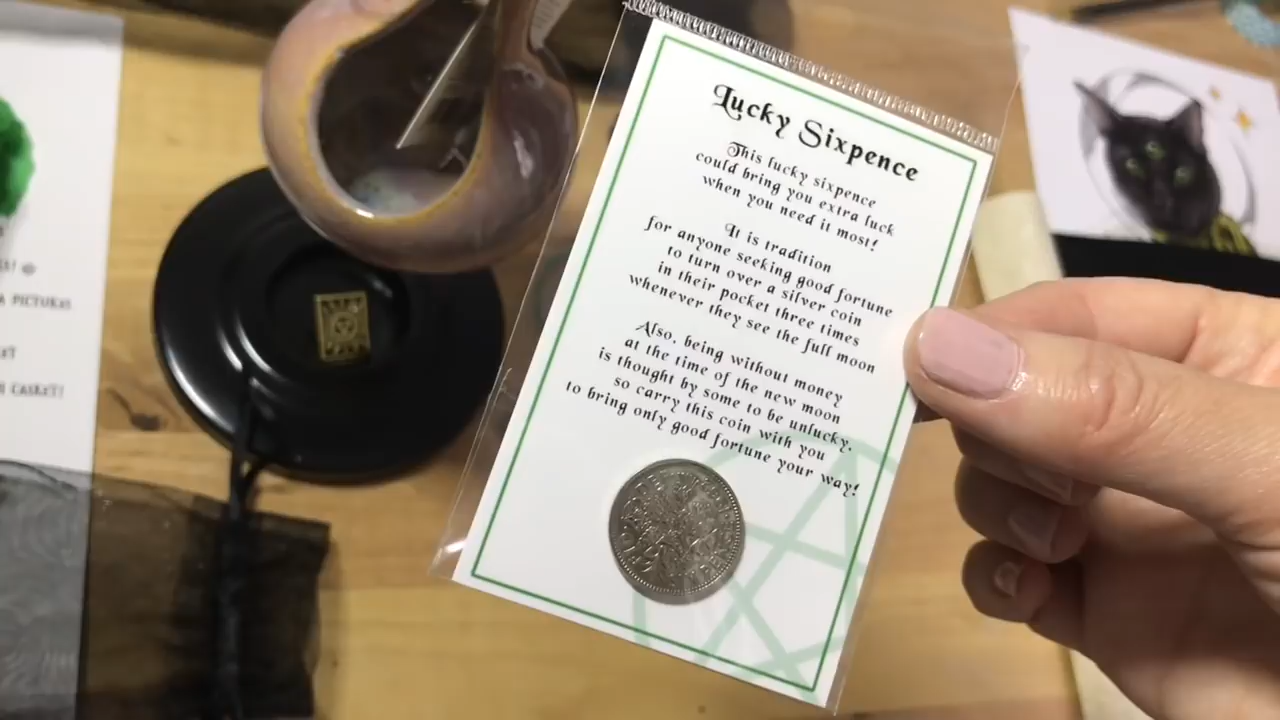 Lucky Sixpence
This lucky sixpence
could bring you extra luck
when you need it most!
It is tradition
for anyone seeking good fortune
to turn over a silver coin
in their pocket three times
whenever they see the full moon
Also, being without money
at the time of the new moon
is thought by some to be unlucky,
so carry this coin with you
to bring only good fortune your way!
A PICTURES
CASKET!